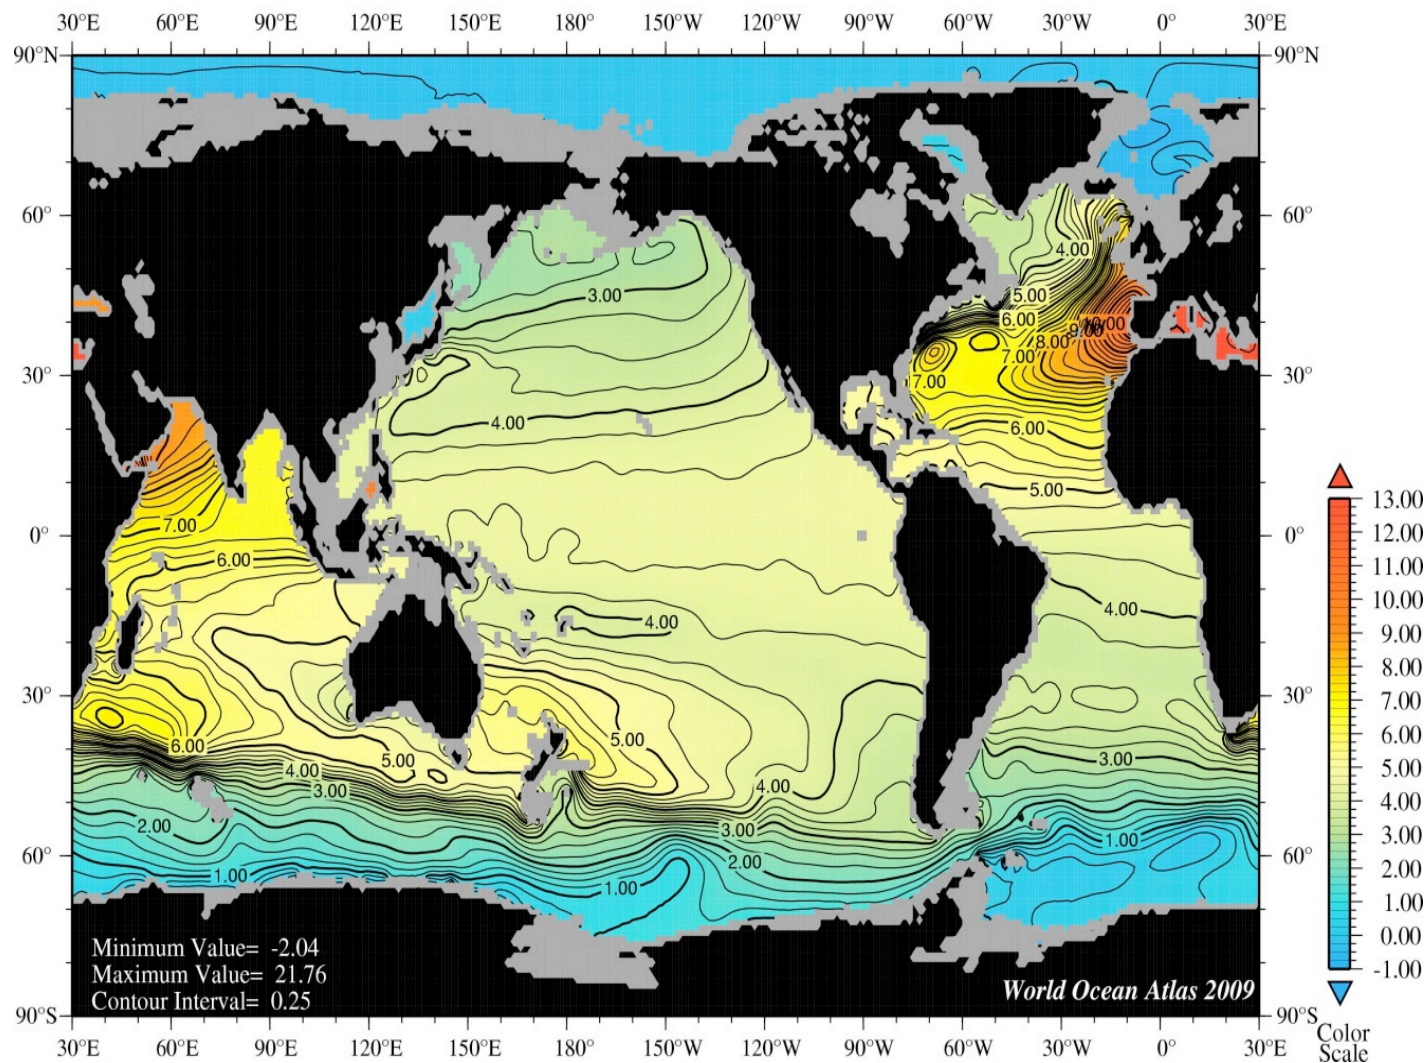 30°E 60°E 90°E 120°E 150°E 180° 150°W 120°W 90°W 60°W 30°W 0° 30°E
90°N 90°N
60° 60°
4.00
3.00 5.00
6.00
10.00
9.00
8.00
7.00
30° 30°
7.00
4.00 6.00
5.00
13.00
7.00 12.00
0° 0°
6.00 11.00
10.00
4.00 4.00 9.00
8.00
30° 30°
7.00
6.00 5.00 6.00
5.00 3.00
4.00 5.00
3.00 4.00 4.00
2.00 3.00 3.00
1.00
60° 2.00 60°
1.00 1.00 2.00
1.00
Minimum Value= -2.04 0.00
Maximum Value= 21.76 -1.00
Contour Interval= 0.25 World Ocean Atlas 2009
90°S 90°S
30°E 60°E 90°E 120°E 150°E 180° 150°W 120°W 90°W 60°W 30°W 0° 30°E
Color
Scale